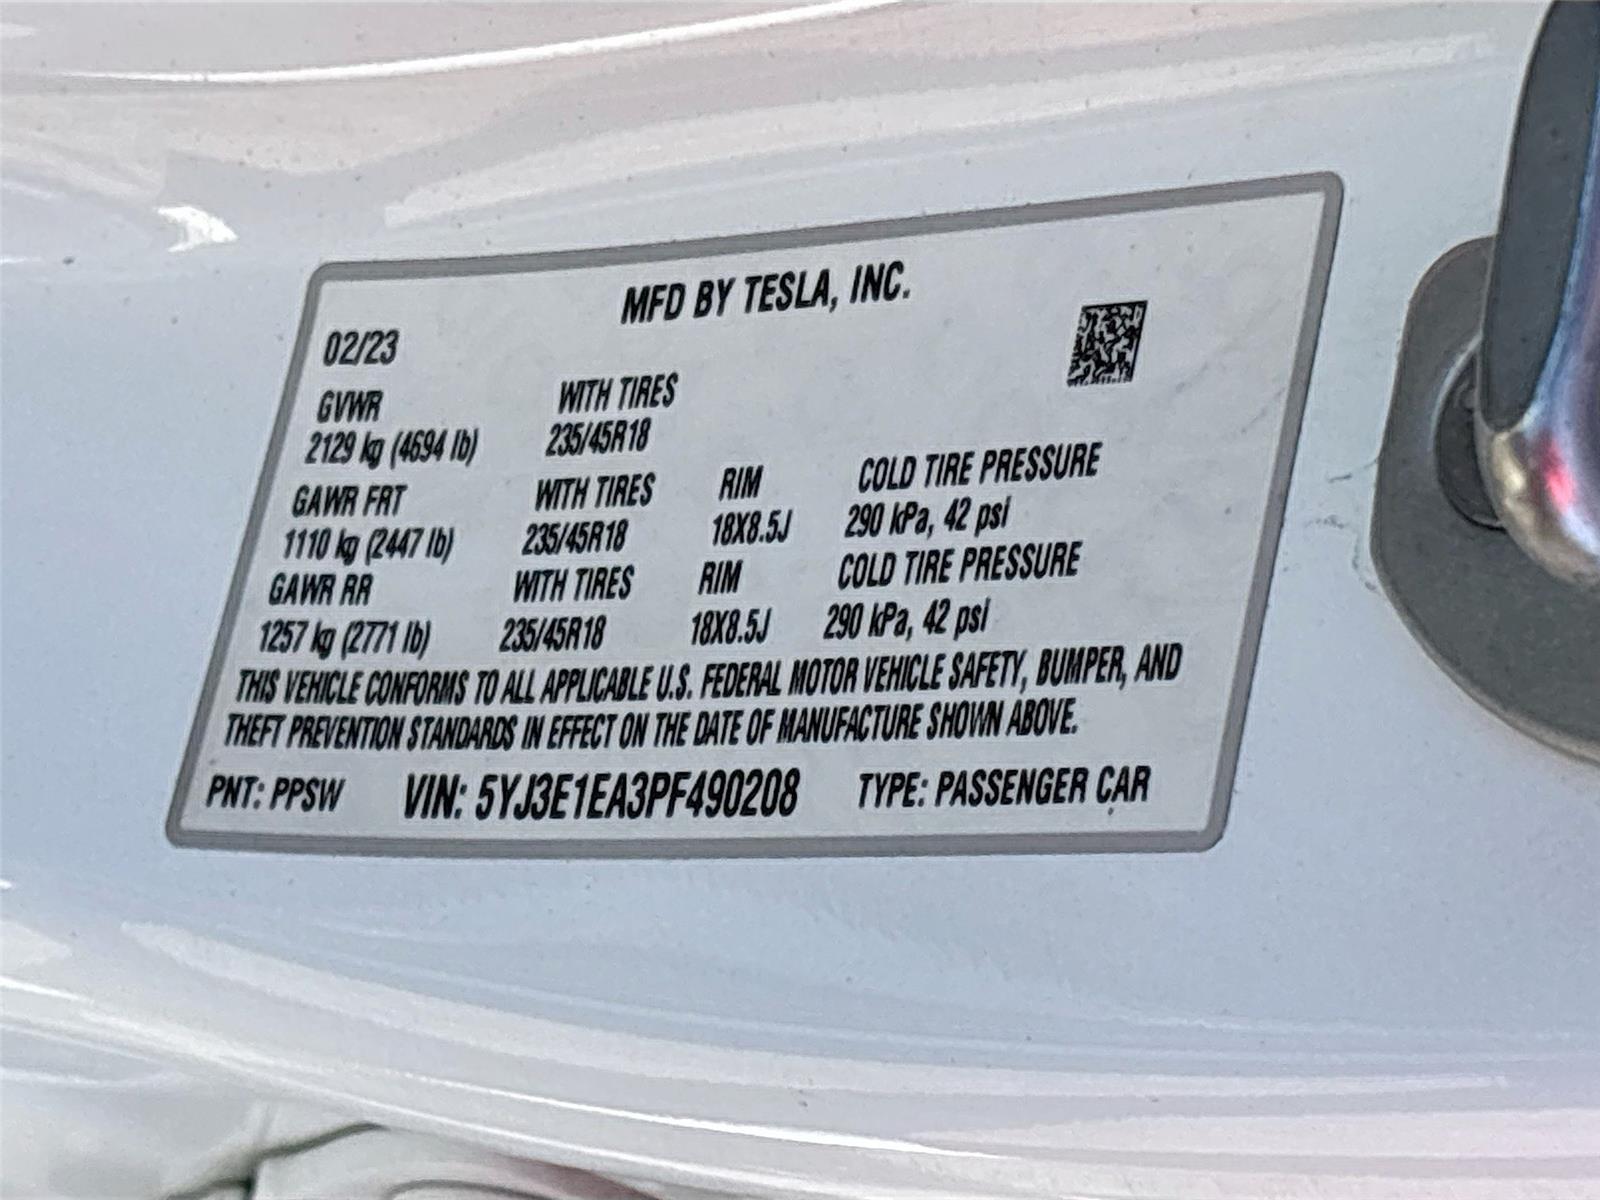 MFD BY TESLA, INC.
02/23
GVWR WITH TIRES
2129 kg (4694 lb) 235/45R18
GAWR FRT WITH TIRES RIM COLD TIRE PRESSURE
1110 kg (2447 lb) 235/45R18 18X8.5J 290 kPa, 42 psi
GAWR RR WITH TIRES RIM COLD TIRE PRESSURE
1257 kg (2771 lb) 235/45R18 18X8.5J 290 kPa, 42 psi
THIS VEHICLE CONFORMS TO ALL APPLICABLE U.S. FEDERAL MOTOR VEHICLE SAFETY, BUMPER, AND
THEFT PREVENTION STANDARDS IN EFFECT ON THE DATE OF MANUFACTURE SHOWN ABOVE.
PNT: PPSW VIN: 5YJ3E1EA3PF490208 TYPE: PASSENGER CAR